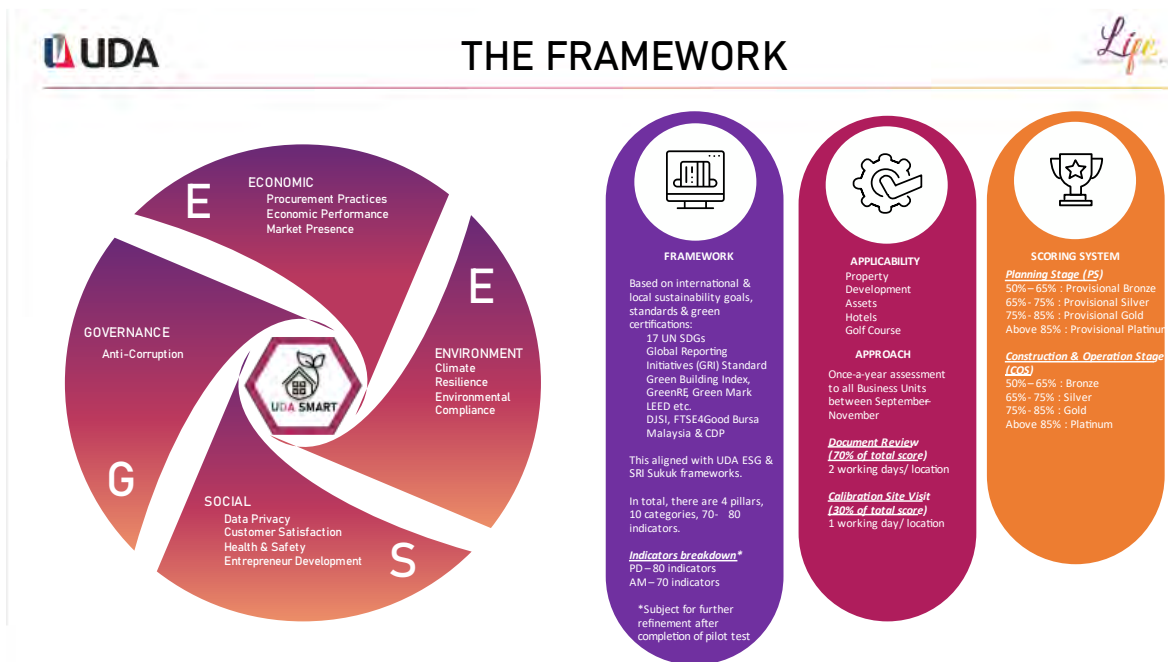 UDA
THE FRAMEWORK
Life
E
ECONOMIC
Procurement Practices
Economic Performance
Market Presence
E
ENVIRONMENT
Climate
Resilience
Environmental
Compliance
GOVERNANCE
Anti-Corruption
G
UDA SMART
SOCIAL
Data Privacy
Customer Satisfaction
Health & Safety
Entrepreneur Development
S
FRAMEWORK
Based on international &
local sustainability goals,
standards & green
certifications:
17 UN SDGs
Global Reporting
Initiatives (GRI) Standard
Green Building Index,
GreenRE, Green Mark
LEED etc.
DJSI, FTSE4Good Bursa
Malaysia & CDP
This aligned with UDA ESG &
SRI Sukuk frameworks.
In total, there are 4 pillars,
10 categories, 70- 80
indicators.
Indicators breakdown*
PD – 80 indicators
AM – 70 indicators
*Subject for further
refinement after
completion of pilot test
APPLICABILITY
Property
Development
Assets
Hotels
Golf Course
APPROACH
Once-a-year assessment
to all Business Units
between September-
November
Document Review
(70% of total score)
2 working days/ location
Calibration Site Visit
(30% of total score)
1 working day/ location
SCORING SYSTEM
Planning Stage (PS)
50% – 65% : Provisional Bronze
65% - 75% : Provisional Silver
75% - 85% : Provisional Gold
Above 85% : Provisional Platinum
Construction & Operation Stage
(COS)
50% – 65% : Bronze
65% - 75% : Silver
75% - 85% : Gold
Above 85% : Platinum